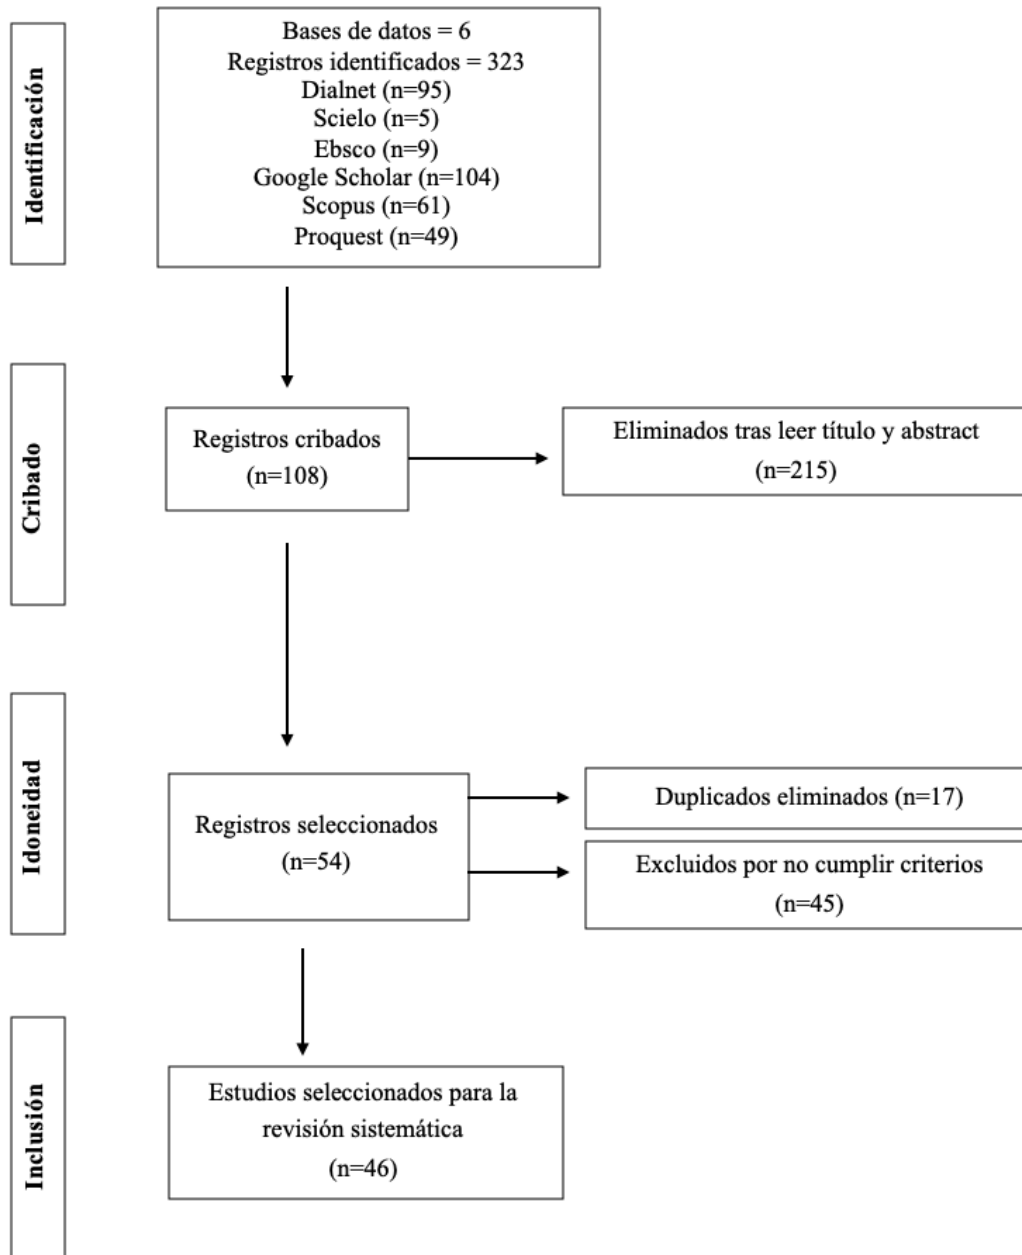 Identificación
Bases de datos = 6
Registros identificados = 323
Dialnet (n=95)
Scielo (n=5)
Ebsco (n=9)
Google Scholar (n=104)
Scopus (n=61)
Proquest (n=49)
Cribado
Registros cribados
(n=108)
Eliminados tras leer título y abstract
(n=215)
Idoneidad
Registros seleccionados
(n=54)
Duplicados eliminados (n=17)
Excluidos por no cumplir criterios
(n=45)
Inclusión
Estudios seleccionados para la
revisión sistemática
(n=46)